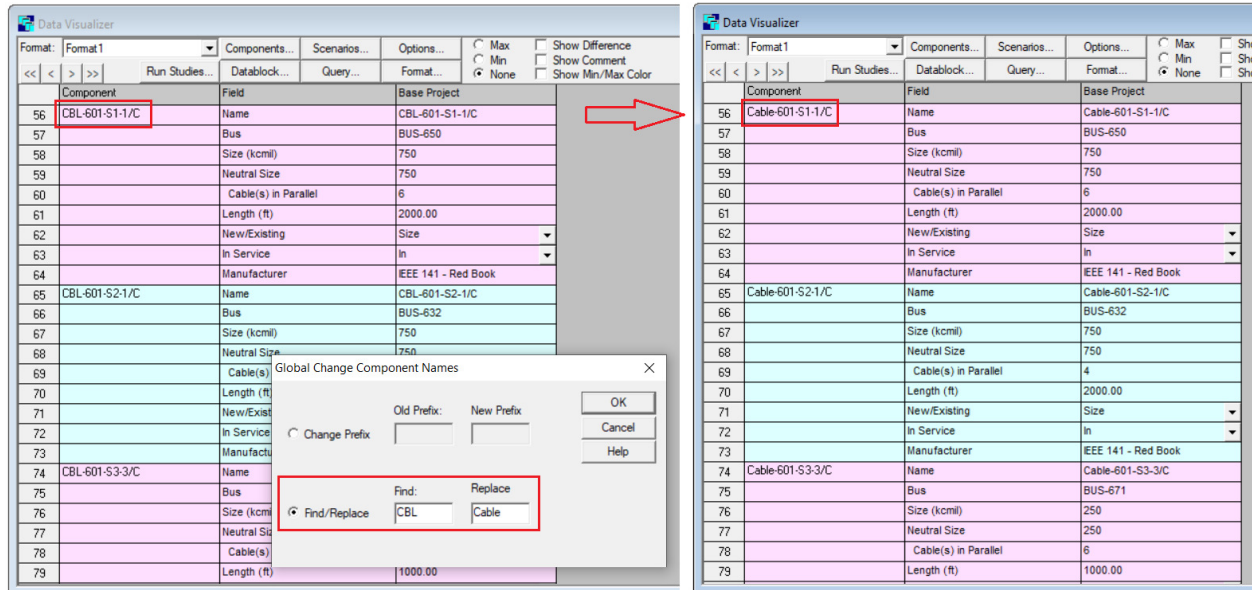 Data Visualizer
Format: Format1 Components... Scenarios... Options... Max Show Difference
Min Show Comment
<< < > >> Run Studies... Datablock... Query... Format... None Show Min/Max Color
Component Field Base Project
56 CBL-601-S1-1/C Name CBL-601-S1-1/C
57 Bus BUS-650
58 Size (kcmil) 750
59 Neutral Size 750
60 Cable(s) in Parallel 6
61 Length (ft) 2000.00
62 New/Existing Size
63 In Service In
64 Manufacturer IEEE 141 - Red Book
65 CBL-601-S2-1/C Name CBL-601-S2-1/C
66 Bus BUS-632
67 Size (kcmil) 750
68 Neutral Size 750
69 Cable(s)
70 Length (ft)
71 New/Exist
72 In Service
73 Manufactu
74 CBL-601-S3-3/C Name
75 Bus
76 Size (kcmi
77 Neutral Siz
78 Cable(s)
79 Length (ft) 1000.00
Global Change Component Names
Old Prefix: New Prefix OK
Change Prefix Cancel
Help
Find: Replace
Find/Replace CBL Cable
Data Visualizer
Format: Format1 Components... Scenarios... Options... Max Sho
Min Sho
<< < > >> Run Studies... Datablock... Query... Format... None Sho
Component Field Base Project
56 Cable-601-S1-1/C Name Cable-601-S1-1/C
57 Bus BUS-650
58 Size (kcmil) 750
59 Neutral Size 750
60 Cable(s) in Parallel 6
61 Length (ft) 2000.00
62 New/Existing Size
63 In Service In
64 Manufacturer IEEE 141 - Red Book
65 Cable-601-S2-1/C Name Cable-601-S2-1/C
66 Bus BUS-632
67 Size (kcmil) 750
68 Neutral Size 750
69 Cable(s) in Parallel 4
70 Length (ft) 2000.00
71 New/Existing Size
72 In Service In
73 Manufacturer IEEE 141 - Red Book
74 Cable-601-S3-3/C Name Cable-601-S3-3/C
75 Bus BUS-671
76 Size (kcmil) 250
77 Neutral Size 250
78 Cable(s) in Parallel 6
79 Length (ft) 1000.00